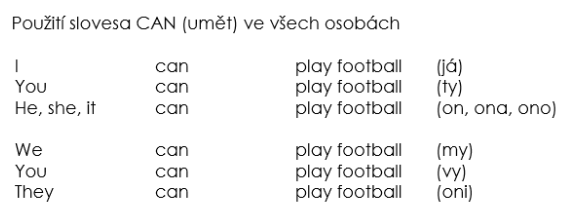 Použití slovesa CAN (umět) ve všech osobách
I can play football (já)
You can play football (ty)
He, she, it can play football (on, ona, ono)
We can play football (my)
You can play football (vy)
They can play football (oni)